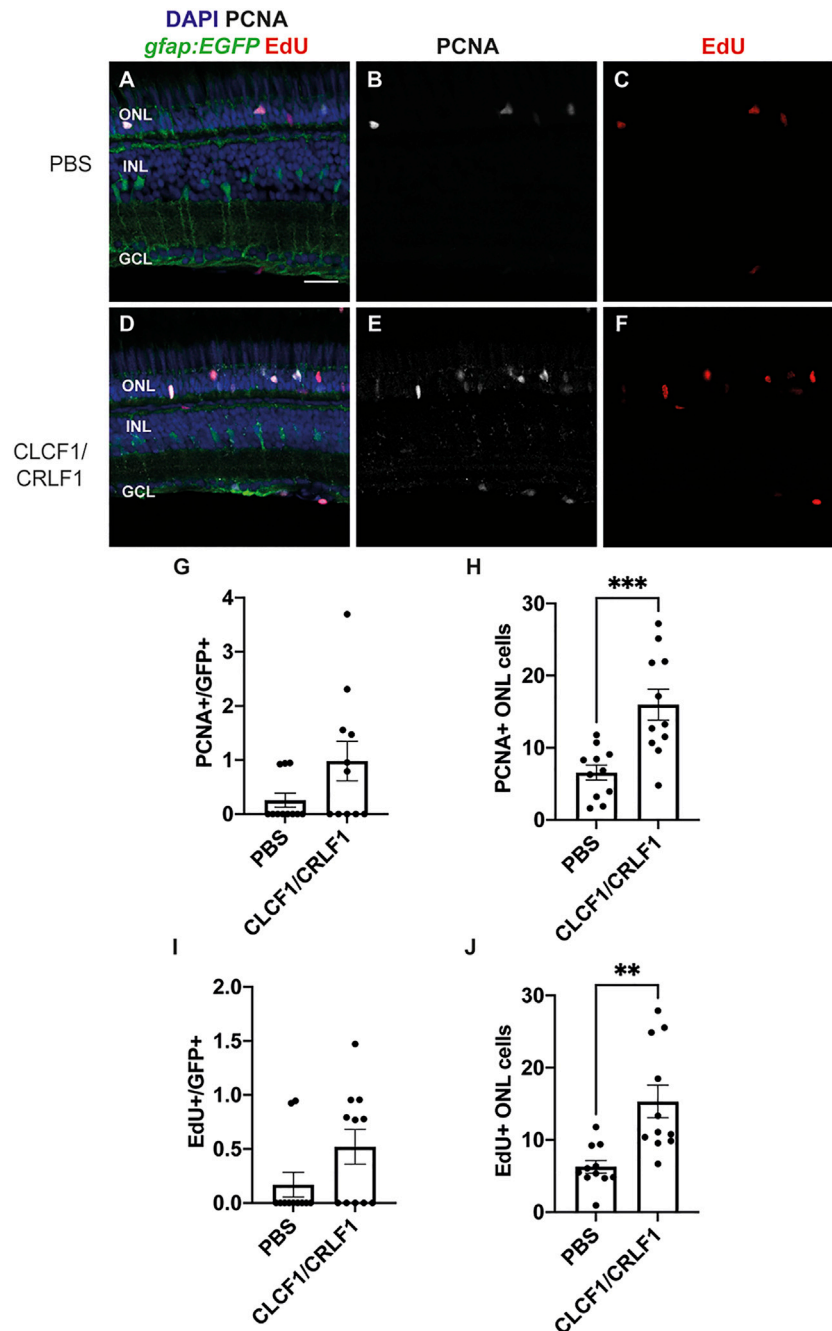 DAPI PCNA
gfap:EGFP EdU
PCNA
EdU
A
B
C
PBS
ONL
INL
GCL
D
E
F
CLCF1/
CRLF1
ONL
INL
GCL
G
H
PCNA+/GFP+
4
3
2
1
0
PBS
CLCF1/CRLF1
PCNA+ ONL cells
30
20
10
0
***
PBS
CLCF1/CRLF1
I
J
EdU+/GFP+
2.0
1.5
1.0
0.5
0.0
PBS
CLCF1/CRLF1
EdU+ ONL cells
30
20
10
0
**
PBS
CLCF1/CRLF1